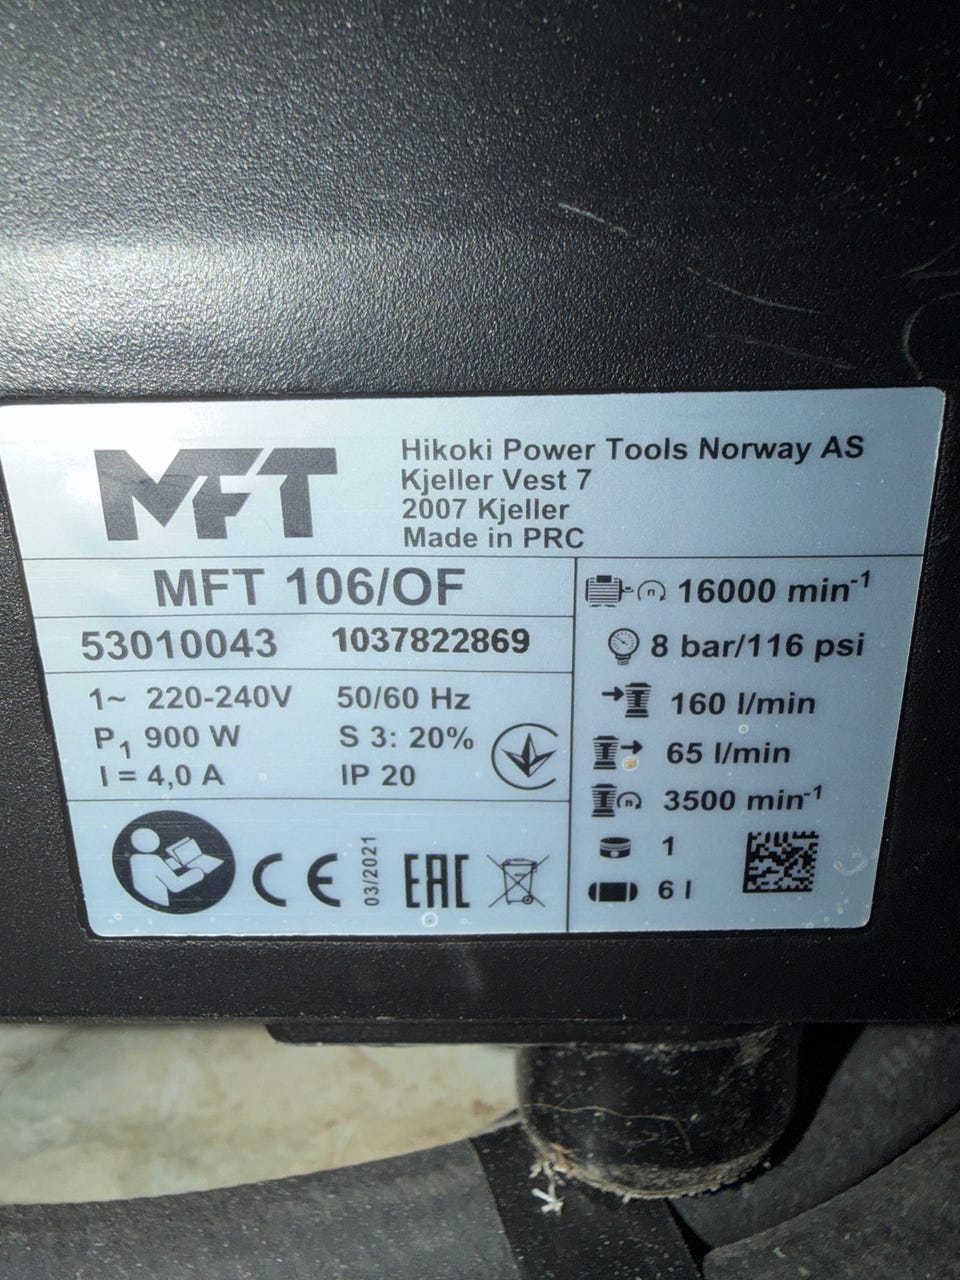 MFT
Hikoki Power Tools Norway AS
Kjeller Vest 7
2007 Kjeller
Made in PRC
MFT 106/OF
53010043 1037822869
1~ 220-240V 50/60 Hz
P1 900 W S 3: 20%
I = 4,0 A IP 20
CE 03/2021 EAC
n 16000 min-1
8 bar/116 psi
160 l/min
65 l/min
n 3500 min-1
1
6 l